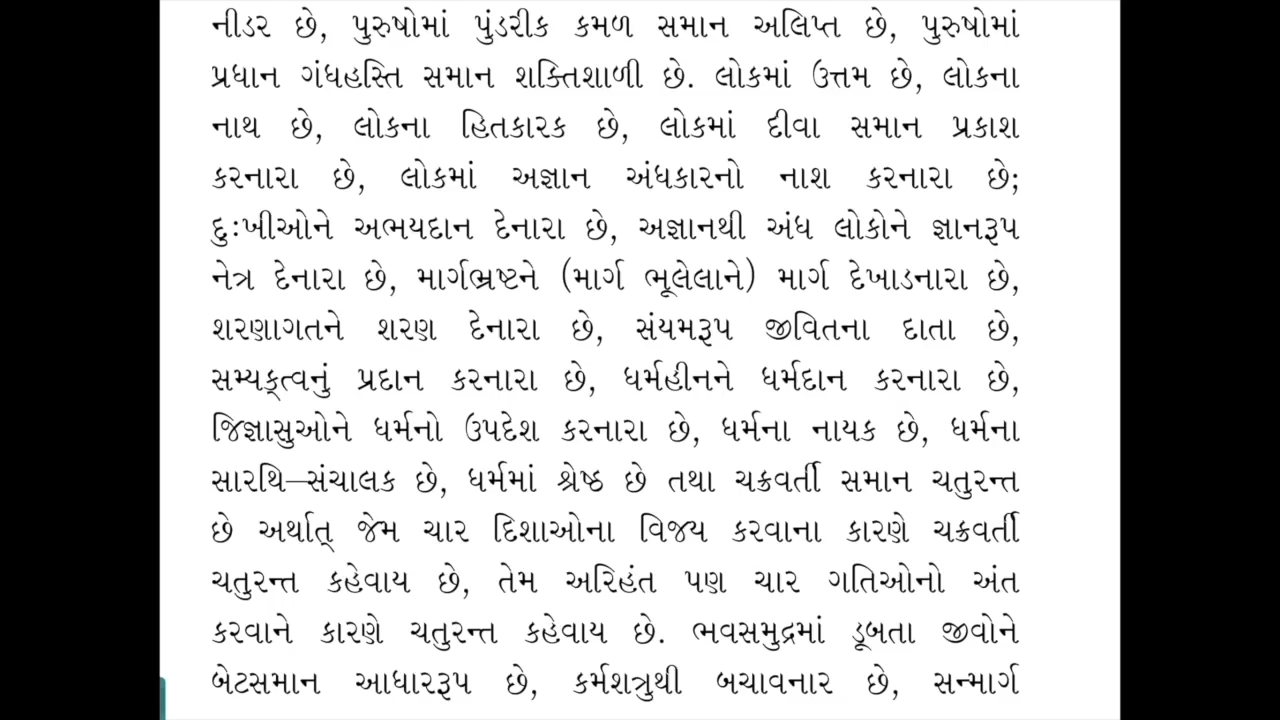 નીડર છે, પુરુષોમાં પુંડરીક કમળ સમાન અલિપ્ત છે, પુરુષોમાં
પ્રધાન ગંધહસ્તિ સમાન શક્તિશાળી છે. લોકમાં ઉત્તમ છે, લોકના
નાથ છે, લોકના હિતકારક છે, લોકમાં દીવા સમાન પ્રકાશ
કરનારા છે, લોકમાં અજ્ઞાન અંધકારનો નાશ કરનારા છે;
દુઃખીઓને અભયદાન દેનારા છે, અજ્ઞાનથી અંધ લોકોને જ્ઞાનરૂપ
નેત્ર દેનારા છે, માર્ગભ્રષ્ટને (માર્ગ ભૂલેલાને) માર્ગ દેખાડનારા છે,
શરણાગતને શરણ દેનારા છે, સંયમરૂપ જીવિતના દાતા છે,
સમ્યક્ત્વનું પ્રદાન કરનારા છે, ધર્મહીનને ધર્મદાન કરનારા છે,
જિજ્ઞાસુઓને ધર્મનો ઉપદેશ કરનારા છે, ધર્મના નાયક છે, ધર્મના
સારથિ–સંચાલક છે, ધર્મમાં શ્રેષ્ઠ છે તથા ચક્રવર્તી સમાન ચતુરન્ત
છે અર્થાત્ જેમ ચાર દિશાઓના વિજય કરવાના કારણે ચક્રવર્તી
ચતુરન્ત કહેવાય છે, તેમ અરિહંત પણ ચાર ગતિઓનો અંત
કરવાને કારણે ચતુરન્ત કહેવાય છે. ભવસમુદ્રમાં ડૂબતા જીવોને
બેટસમાન આધારરૂપ છે, કર્મશત્રુથી બચાવનાર છે, સન્માર્ગ